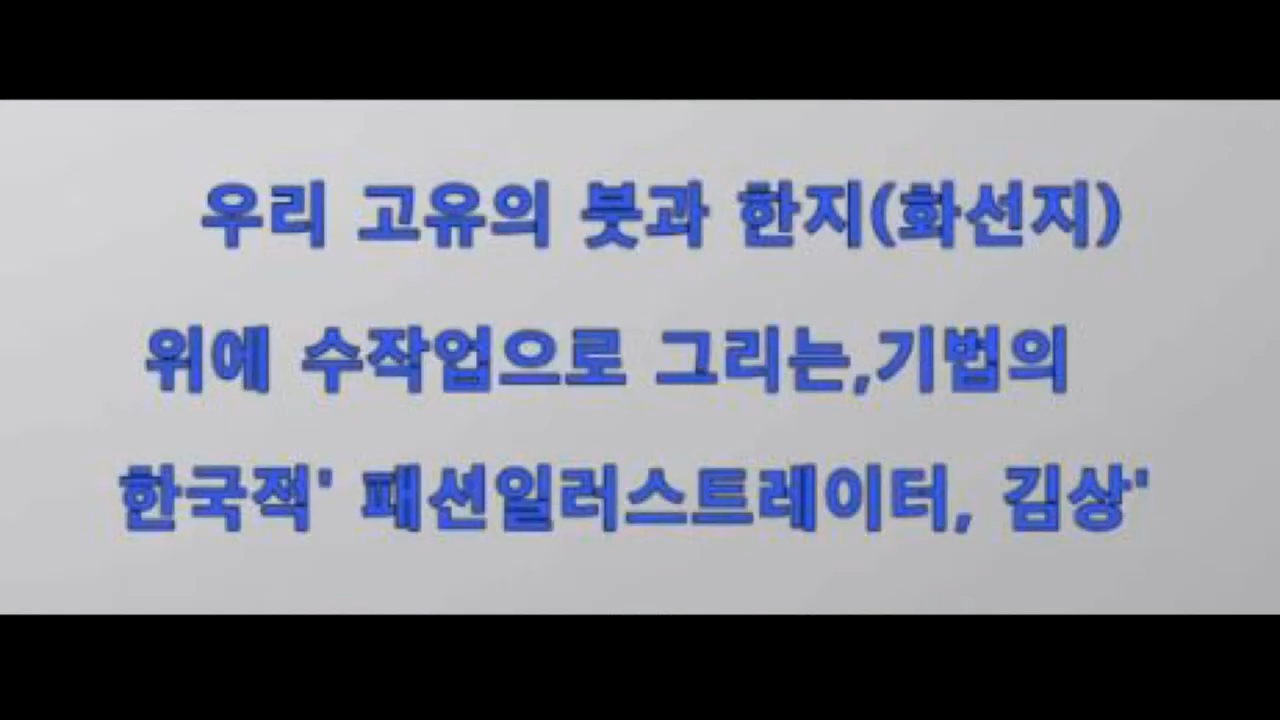 우리 고유의 붓과 한지(화선지)
위에 수작업으로 그리는,기법의
한국적' 패션일러스트레이터, 김상'